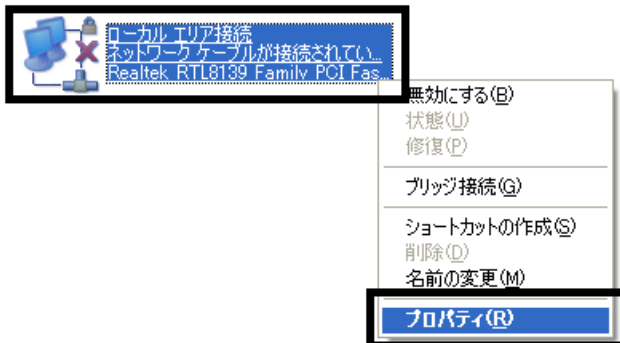 ローカル エリア接続
ネットワーク ケーブルが接続されてい...
Realtek RTL8139 Family PCI Fas...
無効にする(B)
状態(U)
修復(P)
ブリッジ接続(G)
ショートカットの作成(S)
削除(D)
名前の変更(M)
プロパティ(R)